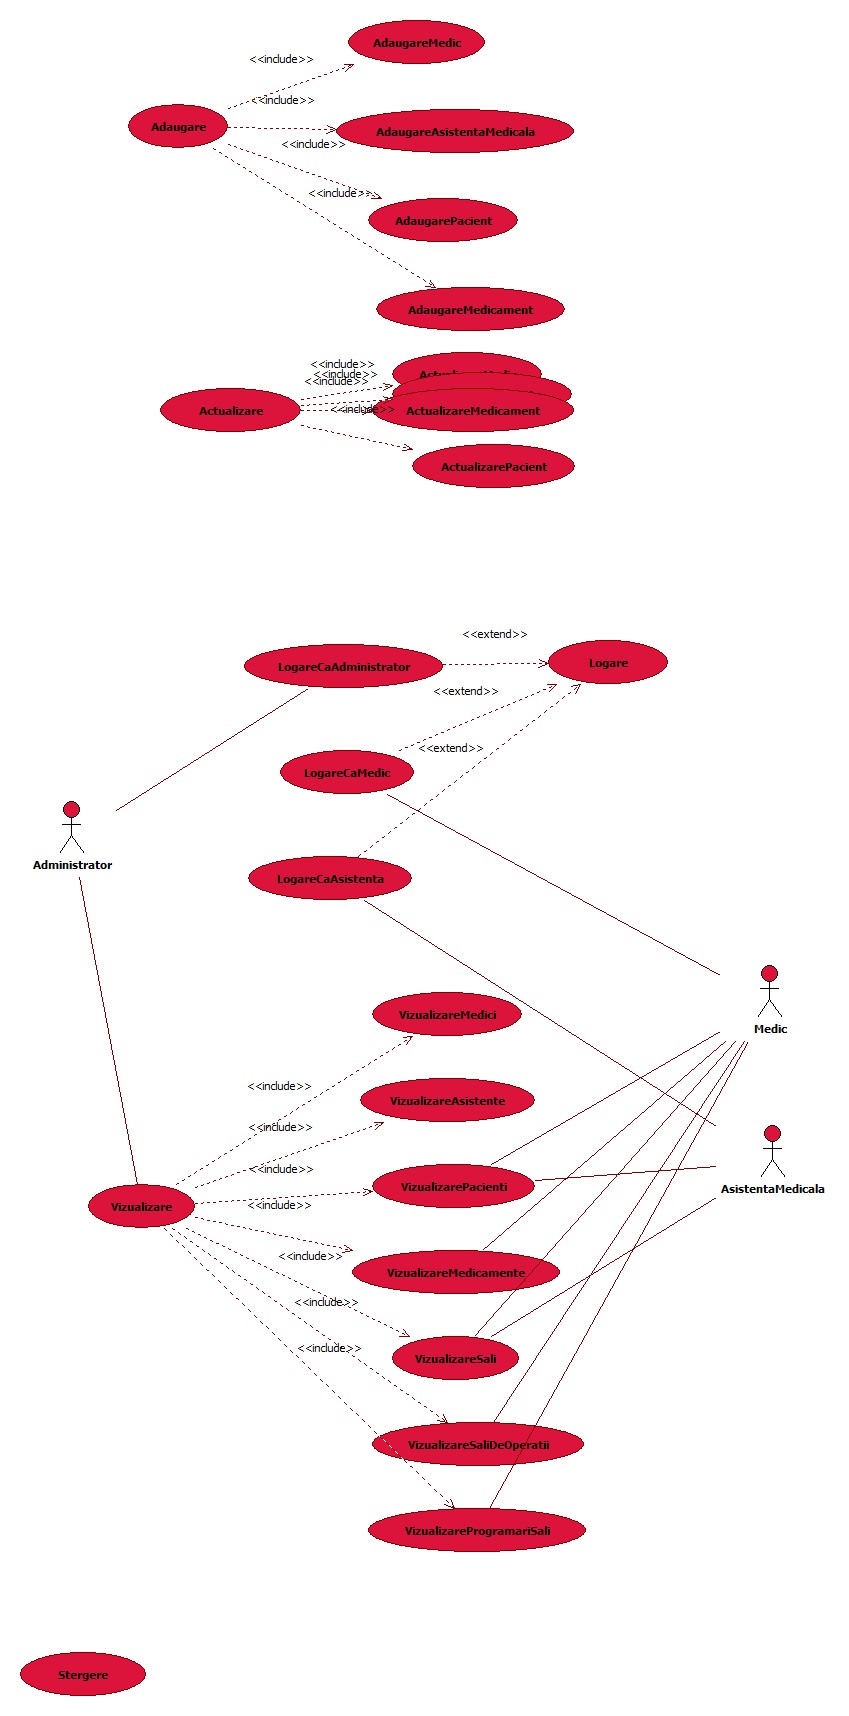 AdaugareMedic
<<include>>
<<include>>
Adaugare
AdaugareAsistentaMedicala
<<include>>
<<include>>
AdaugarePacient
AdaugareMedicament
<<include>>
<<include>>
<<include>>
Actualizare
<<include>>
ActualizareMedicament
ActualizarePacient
<<extend>>
LogareCaAdministrator
Logare
<<extend>>
<<extend>>
LogareCaMedic
Administrator
LogareCaAsistenta
VizualizareMedici
Medic
<<include>>
VizualizareAsistente
<<include>>
<<include>>
VizualizarePacienti
AsistentaMedicala
Vizualizare
<<include>>
<<include>>
VizualizareMedicamente
<<include>>
<<include>>
VizualizareSali
VizualizareSaliDeOperatii
VizualizareProgramariSali
Stergere